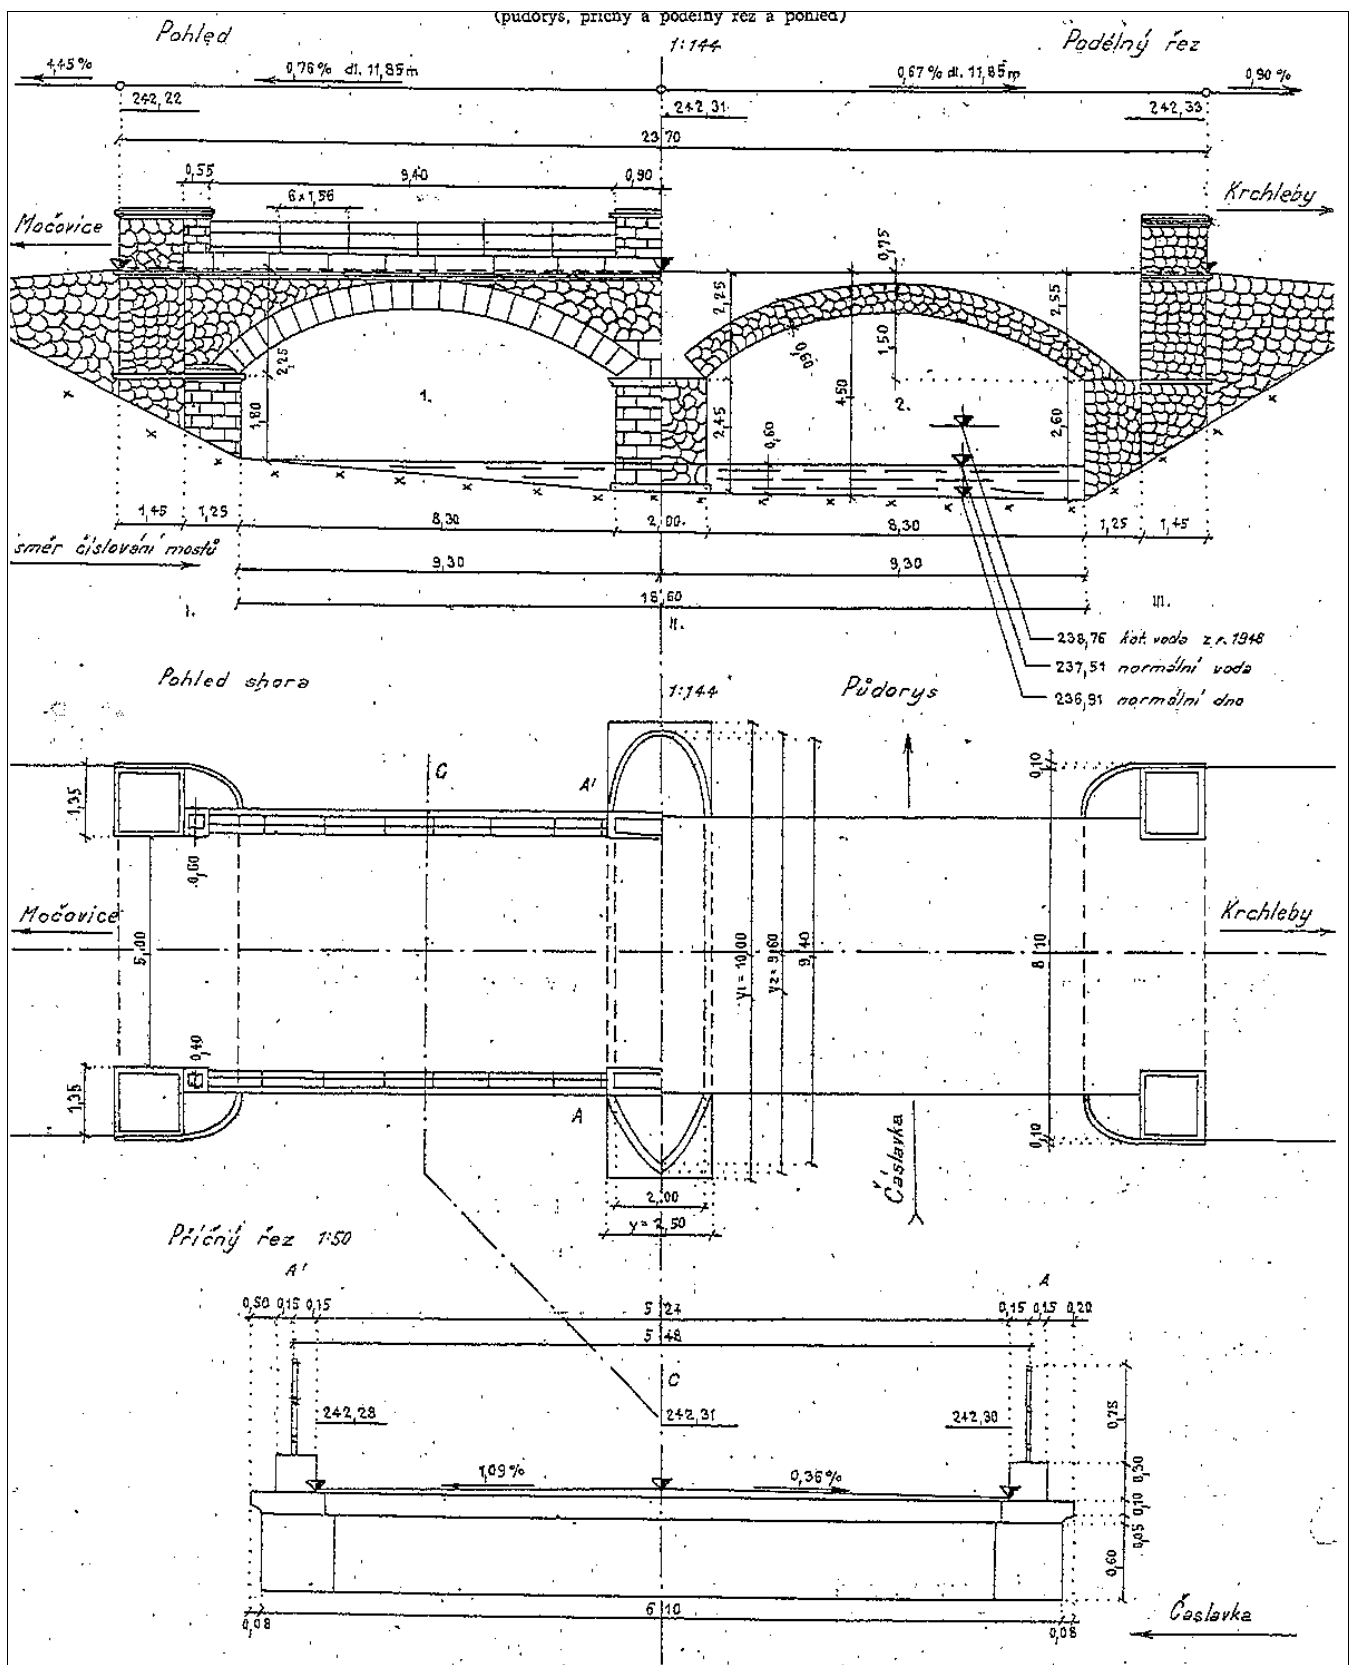 (půdorys, příčný a podélný řez a pohled)
Pohled
1:144
Podélný řez
4,45%
0,76% dl. 11,85m
0,67% dl. 11,85m
0,90 %
242,22
242,31
242,33
23,70
0,55
9,40
0,90
6x1,56
Močovice
Krchleby
0,75
2,25
2,55
0,60
1,50
4,50
2,25
1,80
1.
2.
2,45
0,60
2,60
1,45
1,25
8,30
2,00
8,30
1,25
1,45
směr číslování mostů
9,30
9,30
18,60
I.
II.
III.
238,76 kat. voda z r. 1948
237,51 normální voda
236,91 normální dno
Pohled shora
1:144
Půdorys
C
A'
1,35
0,10
0,60
Močovice
Krchleby
5,00
y1 = 10,00
y2 = 9,60
9,40
8,10
0,40
1,35
A
0,10
Čáslavka
2,00
y = 2,50
Příčný řez 1:50
A'
A
0,50
0,15
0,15
5,24
0,15
0,15
0,20
5,48
C
242,28
242,31
242,30
0,75
1,09%
0,36%
0,30
0,10
0,05
0,60
0,08
6,10
0,08
Čáslavka